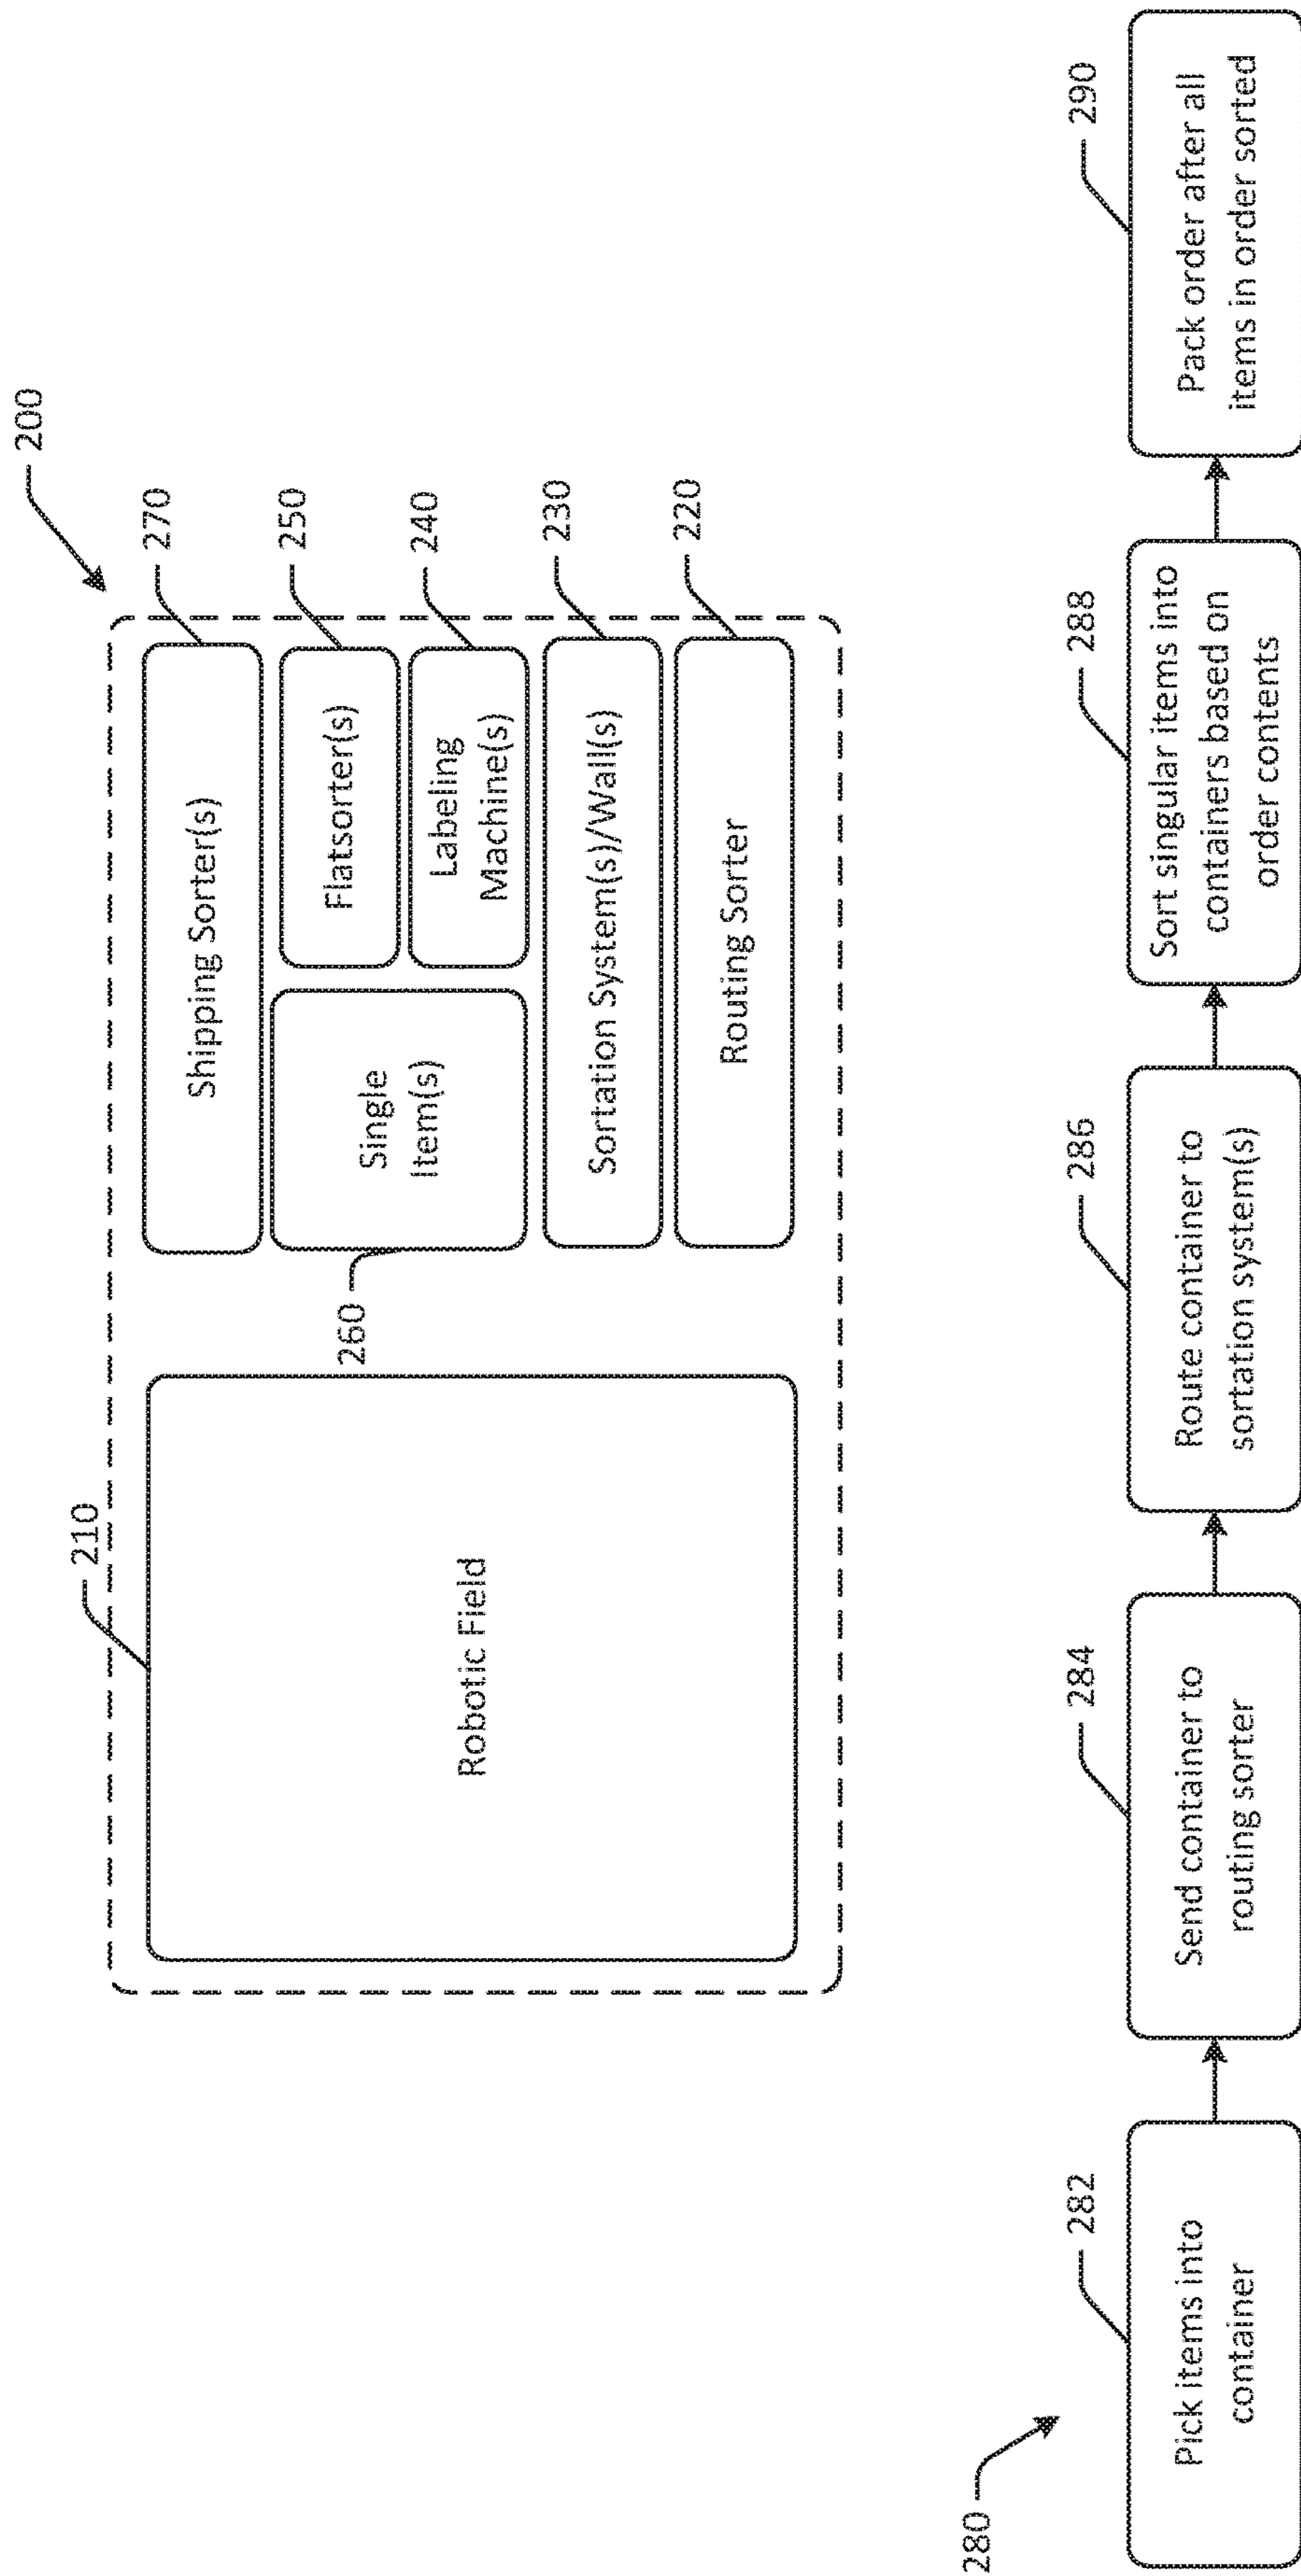 200
210
Robotic Field
Shipping Sorter(s)
270
Single
Item(s)
260
Flatsorter(s)
250
Labeling
Machine(s)
240
Sortation System(s)/Wall(s)
230
Routing Sorter
220
280
282
Pick items into
container
284
Send container to
routing sorter
286
Route container to
sortation system(s)
288
Sort singular items into
containers based on
order contents
290
Pack order after all
items in order sorted